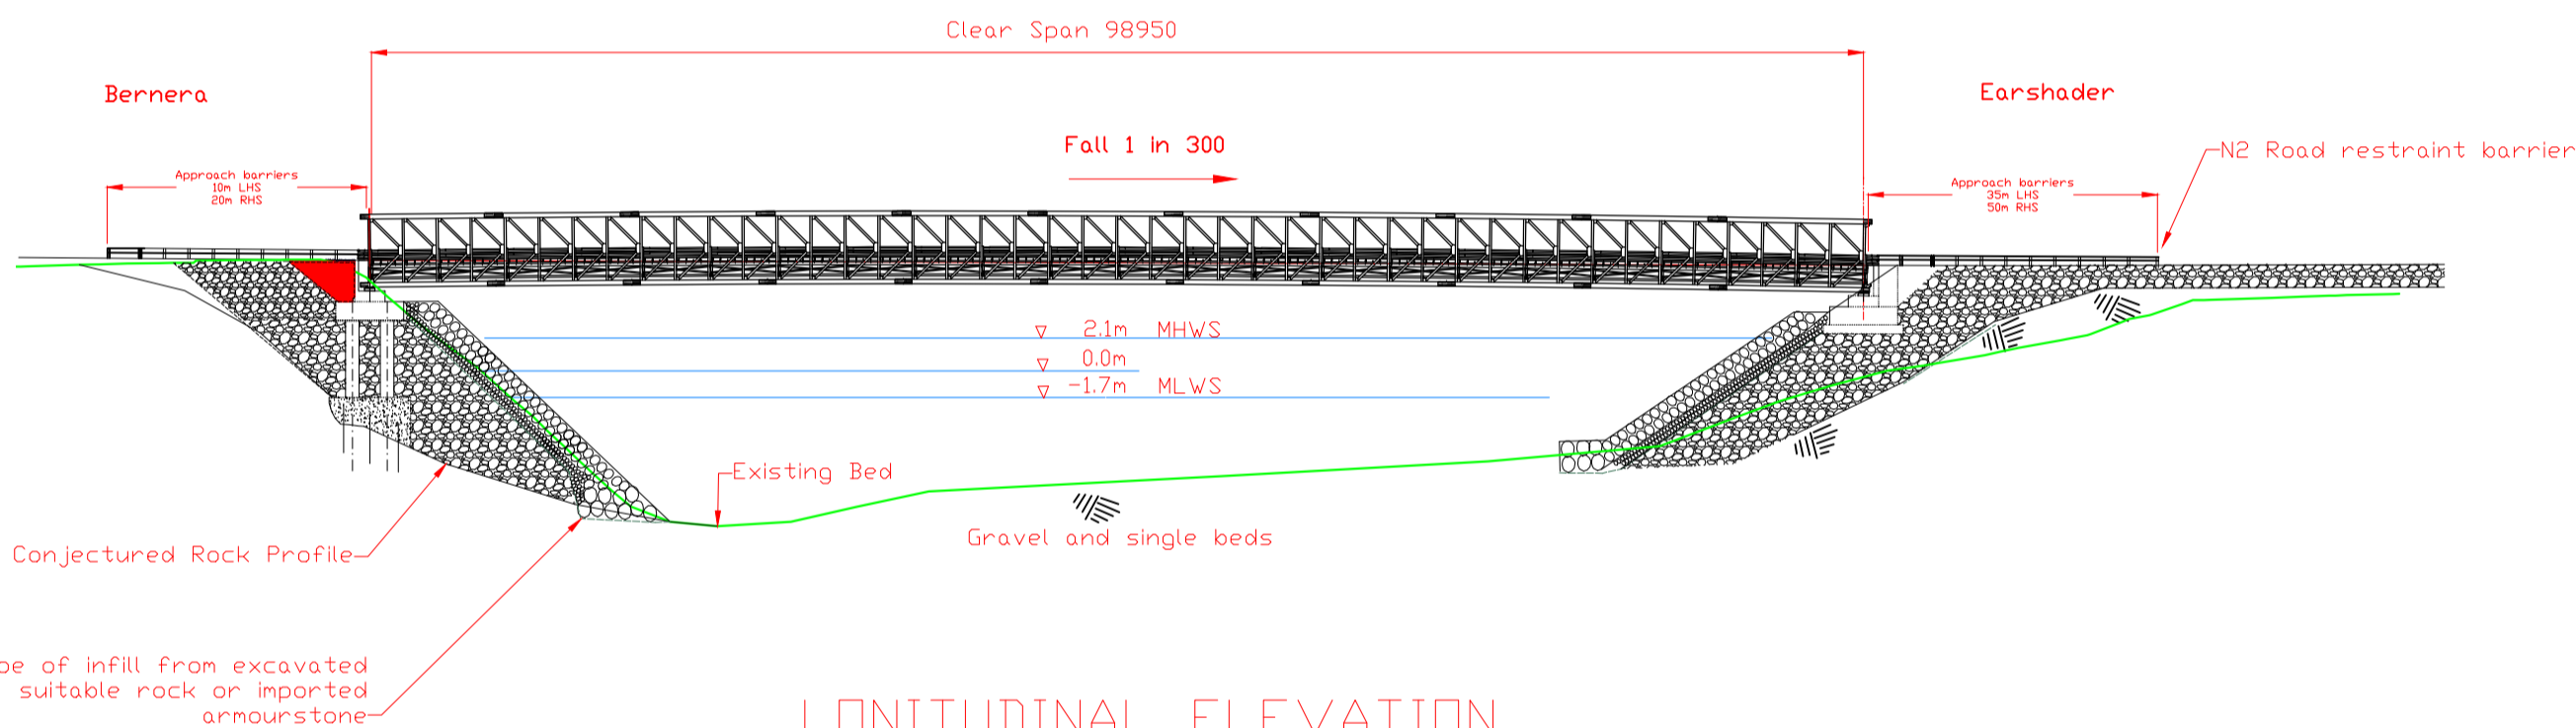 Clear Span 98950
Bernera
Earshader
Fall 1 in 300
N2 Road restraint barrier
Approach barriers
10m LHS
20m RHS
Approach barriers
35m LHS
50m RHS
2.1m MHWS
0.0m
-1.7m MLWS
Existing Bed
Gravel and single beds
Conjectured Rock Profile
of infill from excavated
suitable rock or imported
armourstone
LONITUDINAL ELEVATION